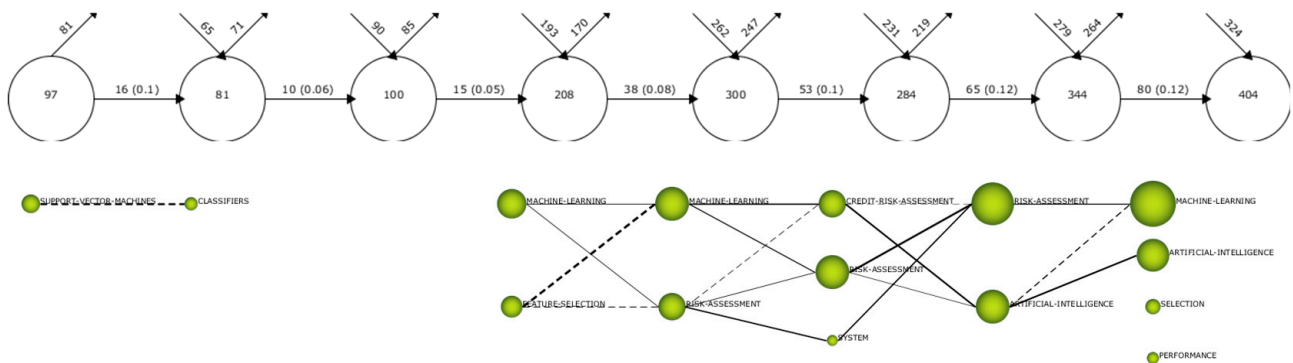 81 65 71 90 85 193 170 262 247 231 219 279 264 324
97 16 (0.1) 81 10 (0.06) 100 15 (0.05) 208 38 (0.08) 300 53 (0.1) 284 65 (0.12) 344 80 (0.12) 404
SUPPORT-VECTOR-MACHINES CLASSIFIERS MACHINE-LEARNING MACHINE-LEARNING CREDIT-RISK-ASSESSMENT RISK-ASSESSMENT MACHINE-LEARNING
ARTIFICIAL-INTELLIGENCE
RISK-ASSESSMENT
FEATURE-SELECTION RISK-ASSESSMENT ARTIFICIAL-INTELLIGENCE SELECTION
SYSTEM
PERFORMANCE